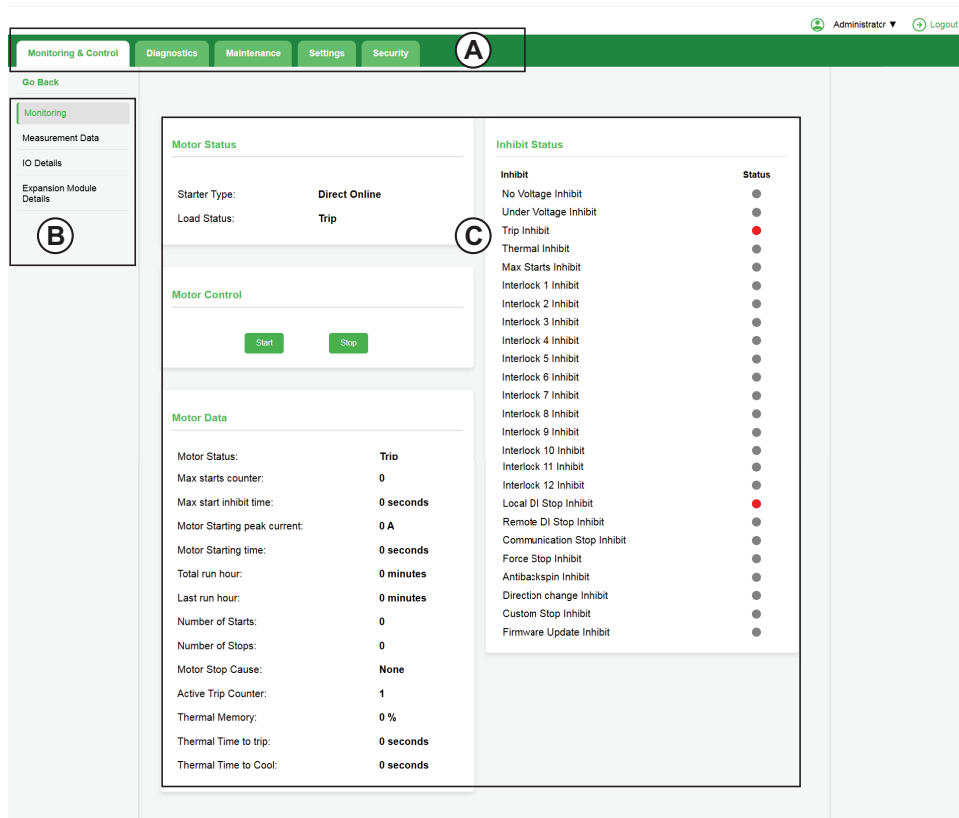 Administrator ▼ Logout
Monitoring & Control Diagnostics Maintenance Settings Security A
Go Back
Monitoring
Measurement Data
IO Details
Expansion Module
Details
B
Motor Status
Starter Type: Direct Online
Load Status: Trip
C
Motor Control
Start Stop
Motor Data
Motor Status: Trip
Max starts counter: 0
Max start inhibit time: 0 seconds
Motor Starting peak current: 0 A
Motor Starting time: 0 seconds
Total run hour: 0 minutes
Last run hour: 0 minutes
Number of Starts: 0
Number of Stops: 0
Motor Stop Cause: None
Active Trip Counter: 1
Thermal Memory: 0 %
Thermal Time to trip: 0 seconds
Thermal Time to Cool: 0 seconds
Inhibit Status
Inhibit Status
No Voltage Inhibit
Under Voltage Inhibit
Trip Inhibit
Thermal Inhibit
Max Starts Inhibit
Interlock 1 Inhibit
Interlock 2 Inhibit
Interlock 3 Inhibit
Interlock 4 Inhibit
Interlock 5 Inhibit
Interlock 6 Inhibit
Interlock 7 Inhibit
Interlock 8 Inhibit
Interlock 9 Inhibit
Interlock 10 Inhibit
Interlock 11 Inhibit
Interlock 12 Inhibit
Local DI Stop Inhibit
Remote DI Stop Inhibit
Communication Stop Inhibit
Force Stop Inhibit
Antibackspin Inhibit
Direction change Inhibit
Custom Stop Inhibit
Firmware Update Inhibit